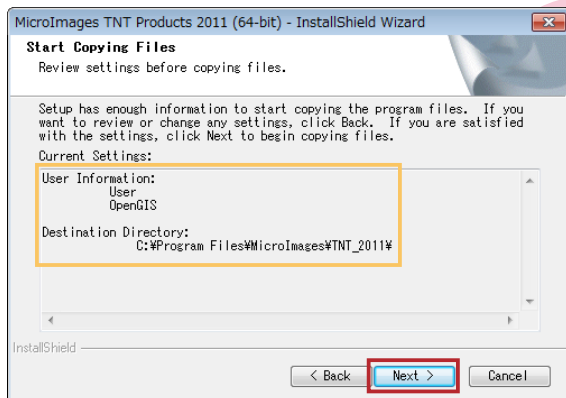 MicroImages TNT Products 2011 (64-bit) - InstallShield Wizard
Start Copying Files
Review settings before copying files.
Setup has enough information to start copying the program files. If you
want to review or change any settings, click Back. If you are satisfied
with the settings, click Next to begin copying files.
Current Settings:
User Information:
User
OpenGIS
Destination Directory:
C:¥Program Files¥MicroImages¥TNT_2011¥
InstallShield
< Back
Next >
Cancel